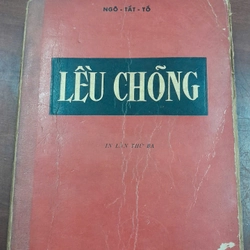 NGÔ - TẤT - TỐ
LỀU CHÕNG
IN LẦN THỨ BA